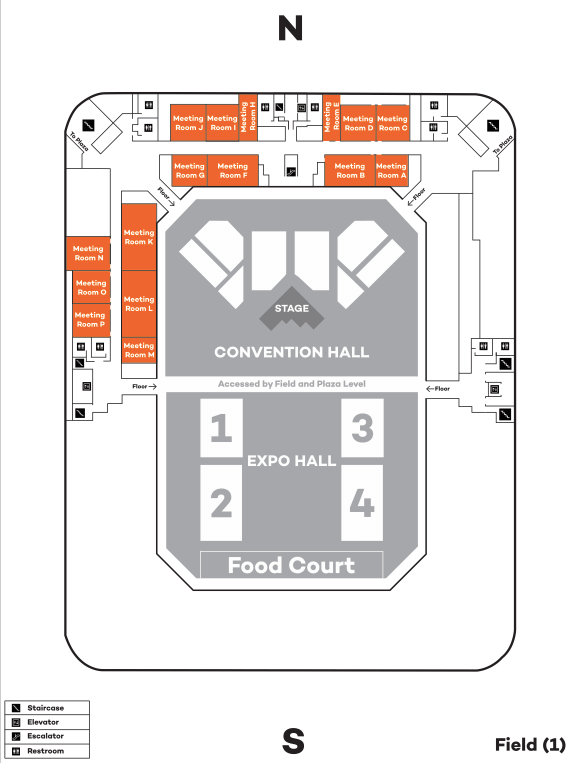 N
Meeting
Room J
Meeting
Room I
Meeting
Room H
Meeting
Room E
Meeting
Room D
Meeting
Room C
To Plaza
To Plaza
Meeting
Room G
Meeting
Room F
Meeting
Room B
Meeting
Room A
Floor
Floor
Meeting
Room K
Meeting
Room N
Meeting
Room O
Meeting
Room L
Meeting
Room P
Meeting
Room M
STAGE
CONVENTION HALL
Floor
Accessed by Field and Plaza Level
Floor
1
3
EXPO HALL
2
4
Food Court
Staircase
Elevator
Escalator
Restroom
S
Field (1)